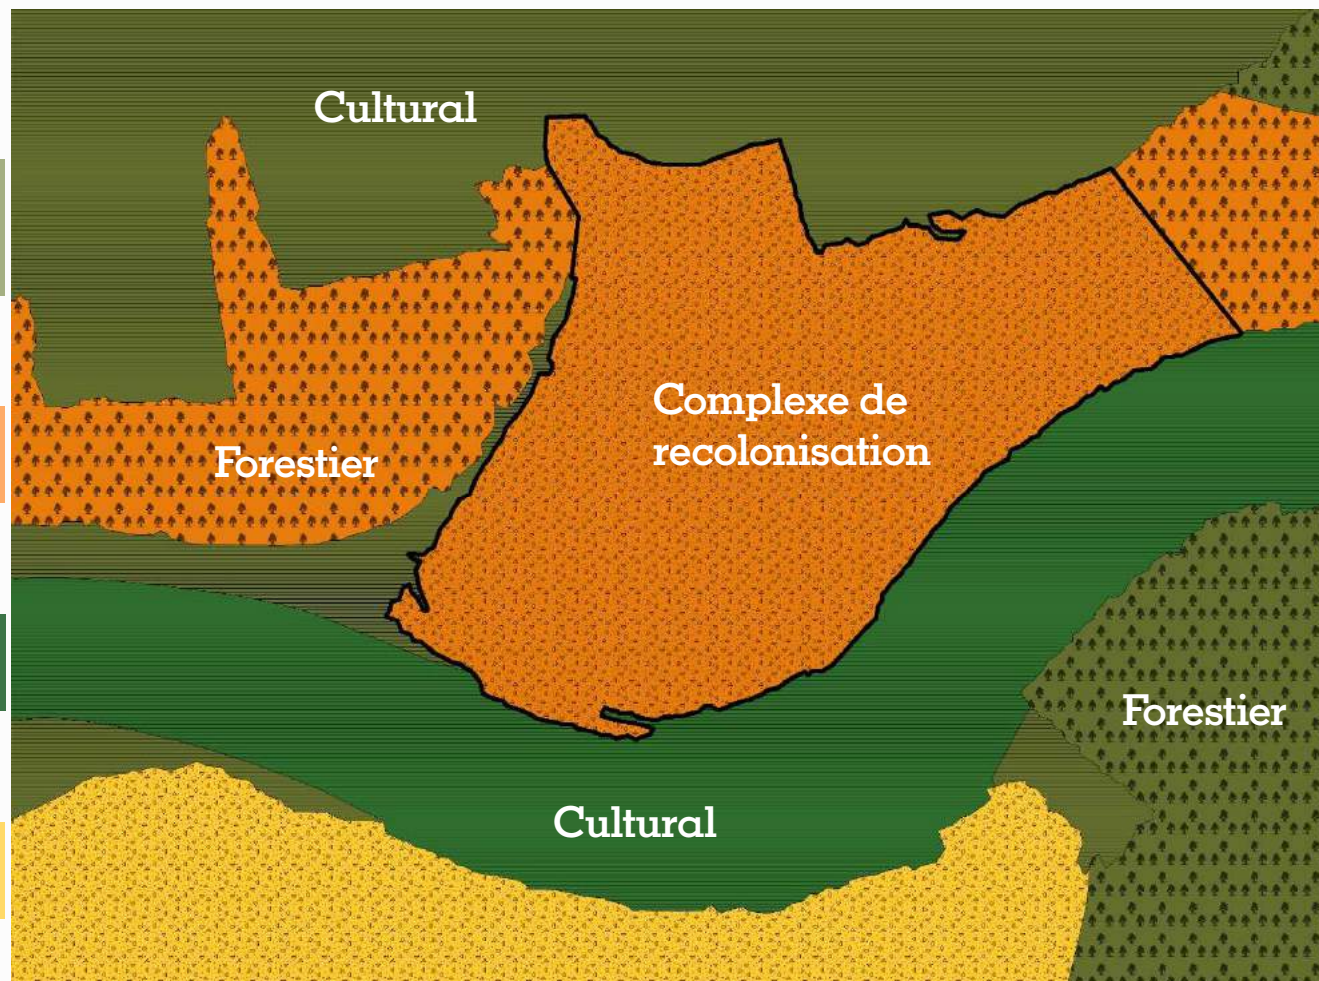 Cultural
Complexe de
recolonisation
Forestier
Forestier
Cultural